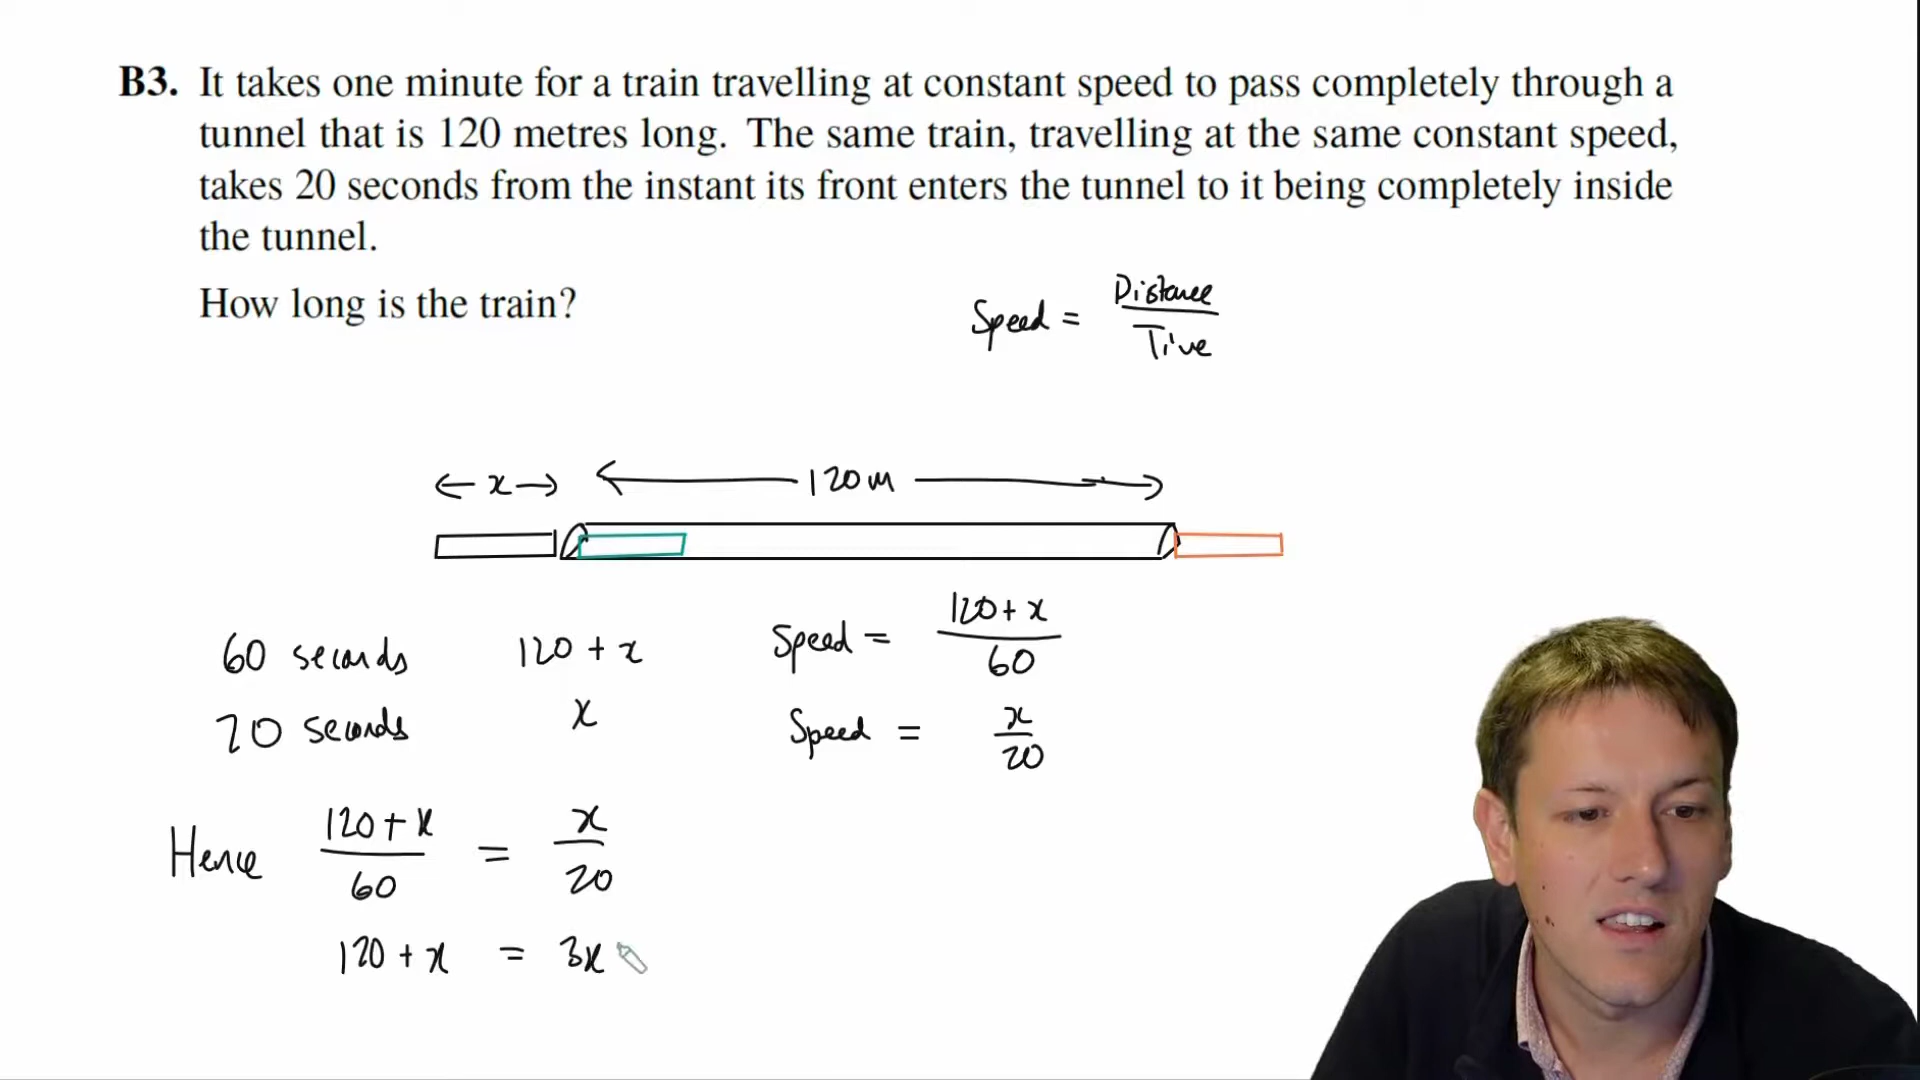 B3. It takes one minute for a train travelling at constant speed to pass completely through a
tunnel that is 120 metres long. The same train, travelling at the same constant speed,
takes 20 seconds from the instant its front enters the tunnel to it being completely inside
the tunnel.
How long is the train?
Speed = Distance / Time
x 120m
60 seconds 120 + x Speed = 120 + x / 60
20 seconds x Speed = x / 20
Hence 120 + x / 60 = x / 20
120 + x = 3x